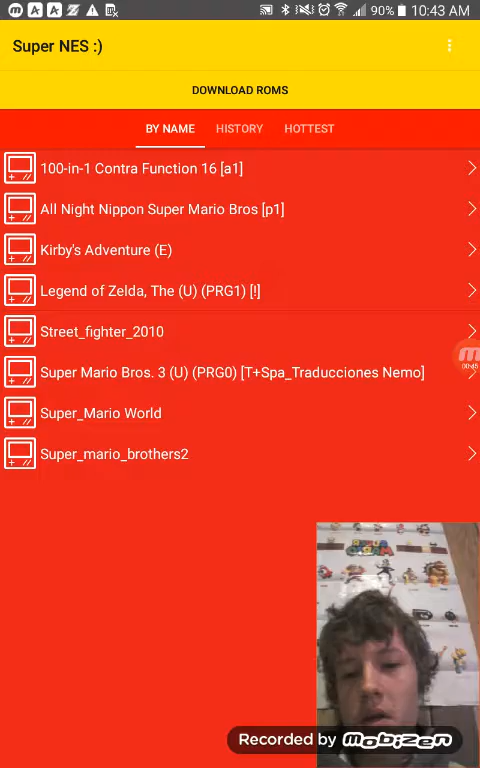 90% 10:43 AM
Super NES :)
DOWNLOAD ROMS
BY NAME HISTORY HOTTEST
100-in-1 Contra Function 16 [a1]
All Night Nippon Super Mario Bros [p1]
Kirby's Adventure (E)
Legend of Zelda, The (U) (PRG1) [!]
Street_fighter_2010
00:45
Super Mario Bros. 3 (U) (PRG0) [T+Spa_Traducciones Nemo]
Super_Mario World
Super_mario_brothers2
Recorded by mobizen